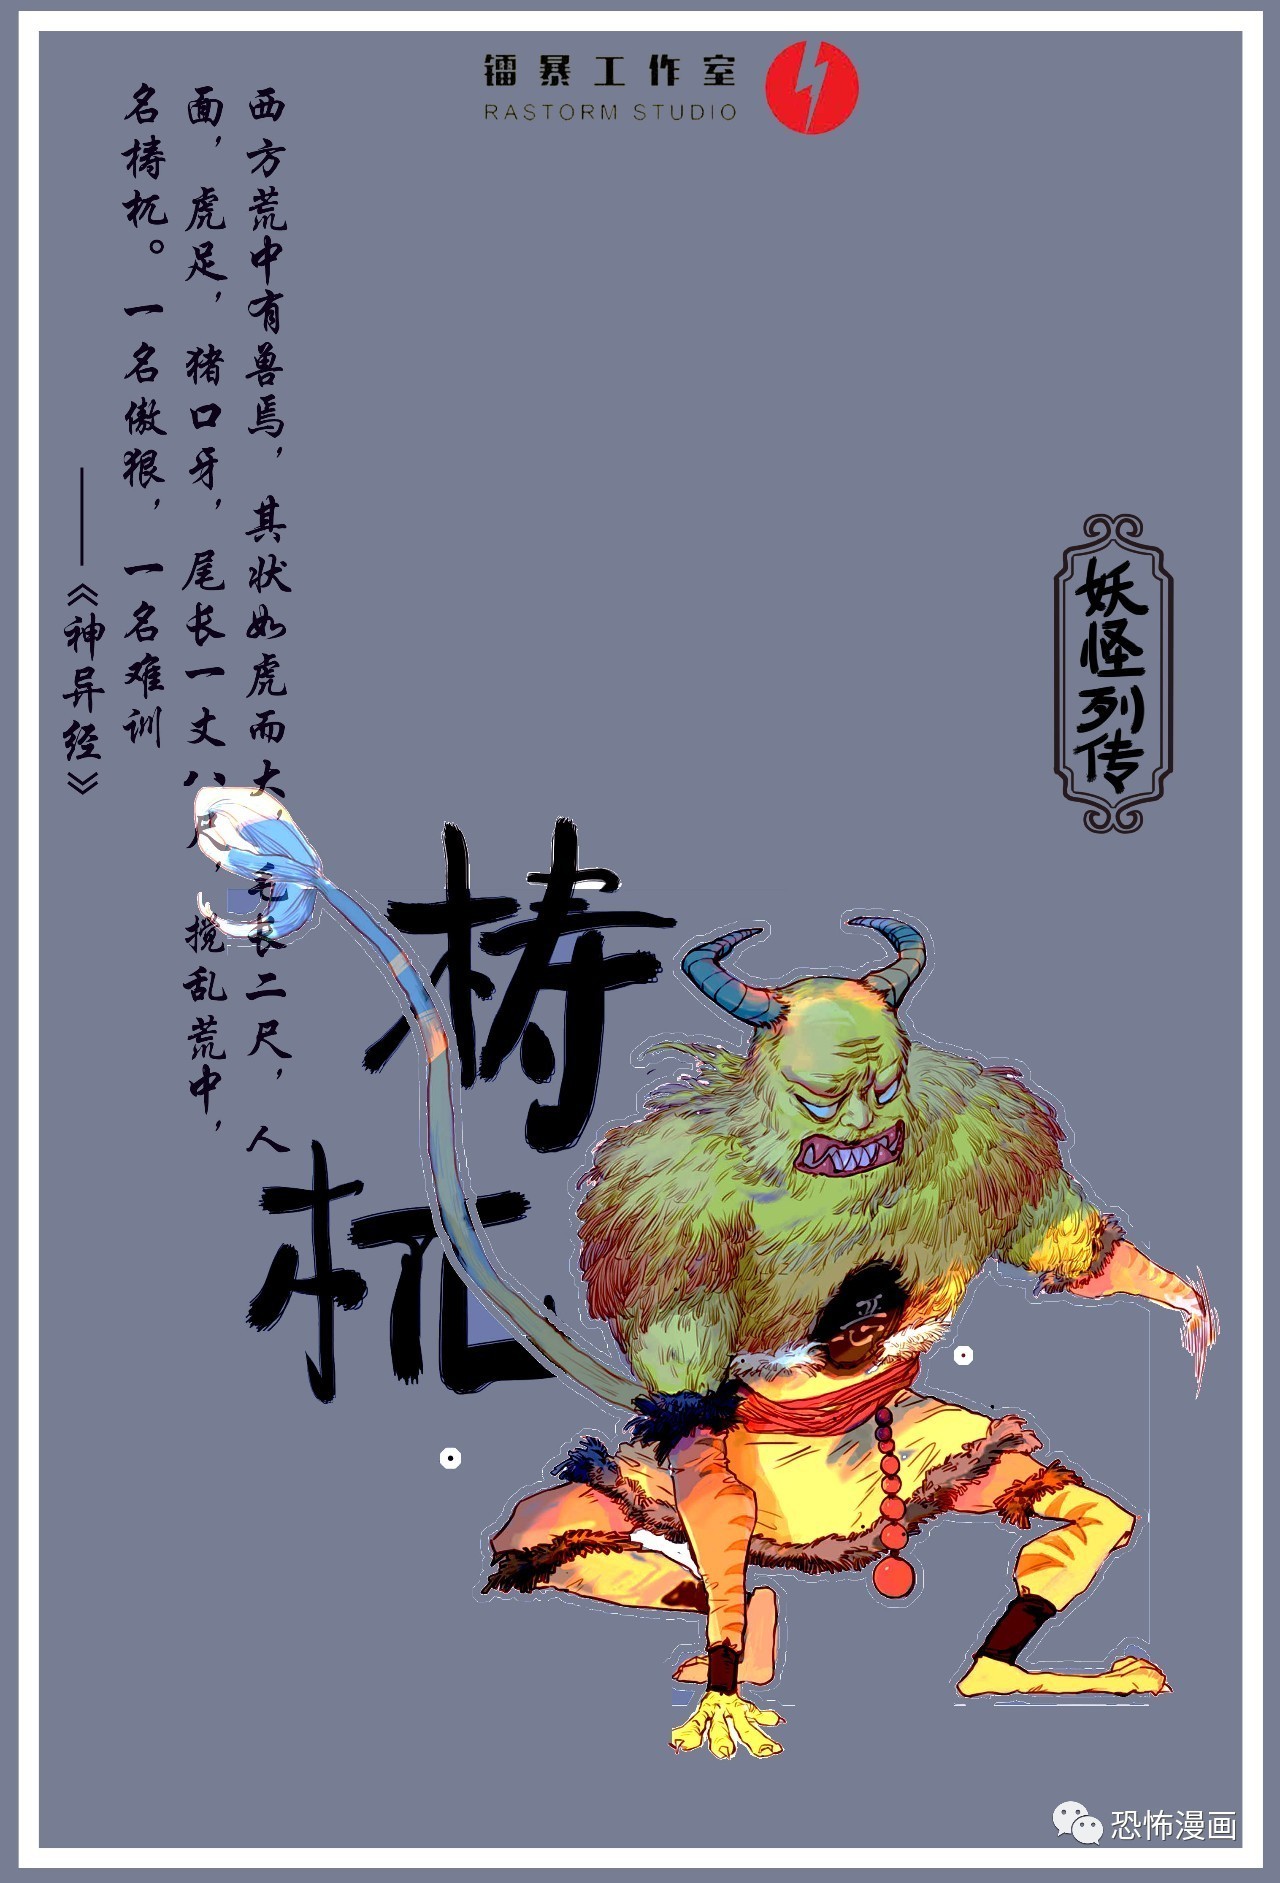 镭暴工作室
RASTORM STUDIO
西方荒中有兽焉，其状如虎而大，毛长二尺，人
面，虎足，猪口牙，尾长一丈八尺，搅乱荒中，
名梼杌。一名傲狠，一名难训
——《神异经》
妖怪列传
梼杌
恶
恐怖漫画